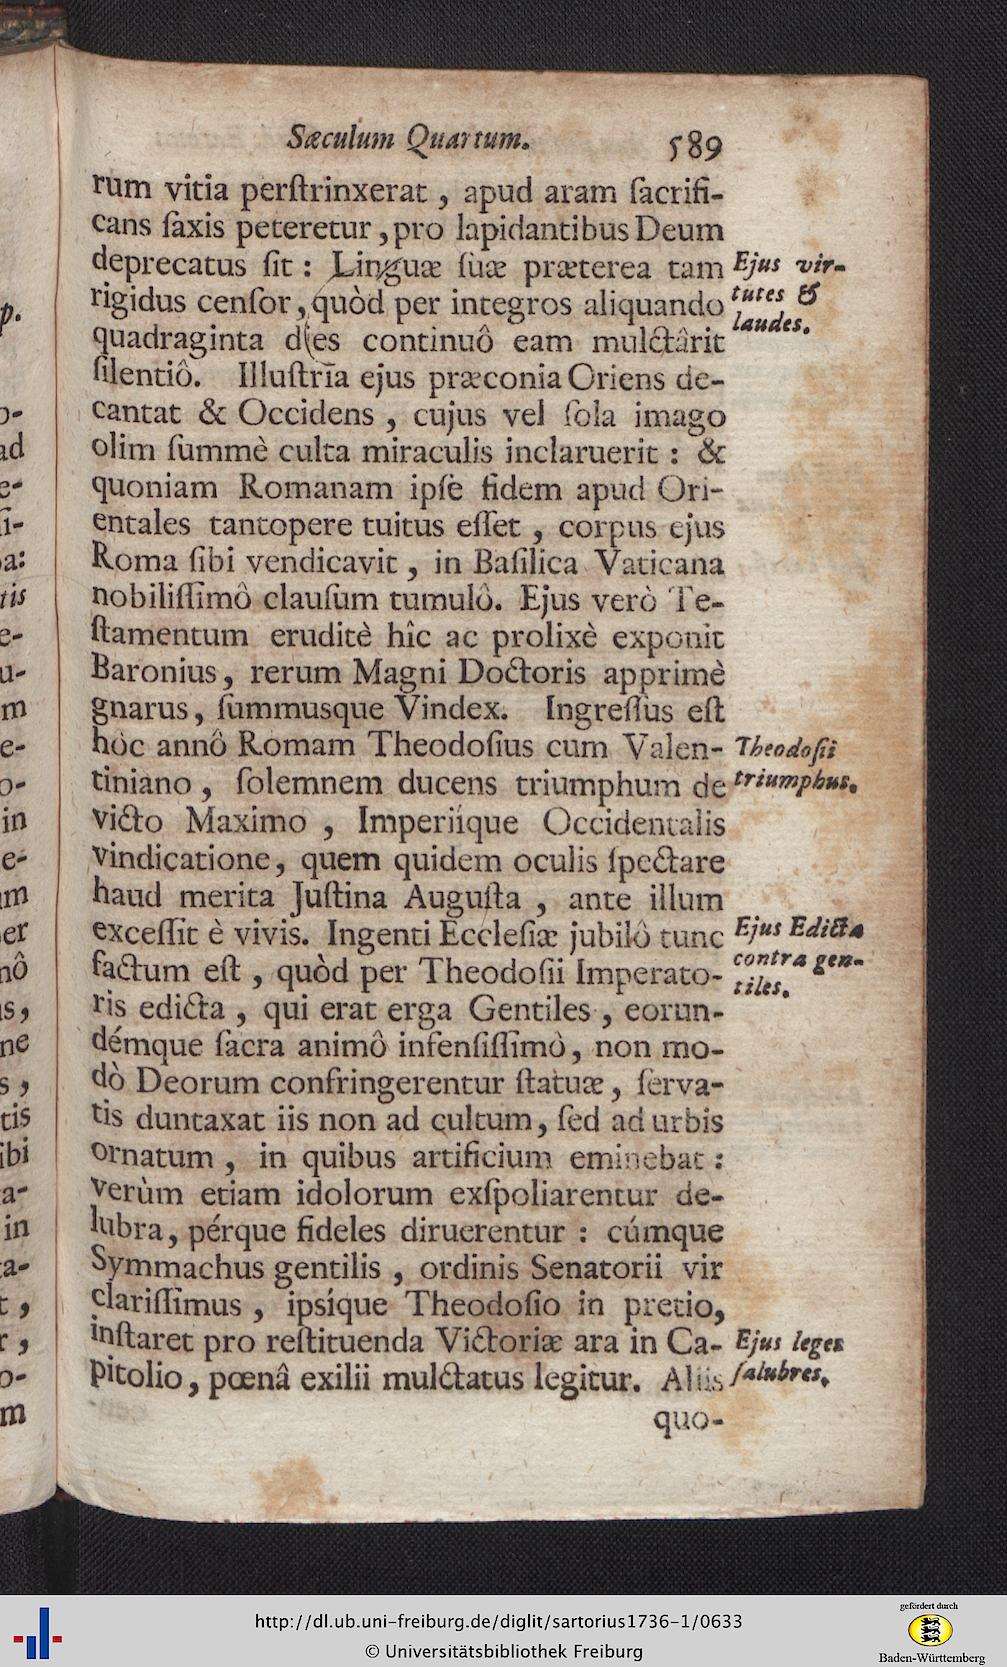 Sæculum Quartum. 589
rum vitia perſtrinxerat , apud aram ſacrifi-
cans ſaxis peteretur , pro lapidantibus Deum
deprecatus ſit : Linguæ ſuæ præterea tam
Ejus vir-
rigidus cenſor , quòd per integros aliquando
tutes &
laudes.
quadraginta dies continuô eam mulctârit
ſilentiô. Illuſtria ejus præconia Oriens de-
cantat & Occidens , cujus vel ſola imago
olim ſummè culta miraculis inclaruerit : &
quoniam Romanam ipſe fidem apud Ori-
entales tantopere tuitus eſſet , corpus ejus
Roma ſibi vendicavit , in Baſilica Vaticana
nobiliſſimô clauſum tumulô. Ejus verò Te-
ſtamentum eruditè hîc ac prolixè exponit
Baronius, rerum Magni Doctoris apprimè
gnarus, ſummusque Vindex. Ingreſſus eſt
hôc annô Romam Theodoſius cum Valen-
Theodoſii
tiniano , ſolemnem ducens triumphum de
triumphus.
victo Maximo , Imperiíque Occidentalis
vindicatione, quem quidem oculis ſpectare
haud merita Juſtina Auguſta , ante illum
exceſſit è vivis. Ingenti Eccleſiæ jubilô tunc
Ejus Edicta
factum eſt , quòd per Theodoſii Imperato-
contra gen-
tiles.
ris edicta , qui erat erga Gentiles , eorun-
démque ſacra animô infenſiſſimò, non mo-
dò Deorum confringerentur ſtatuæ, ſerva-
tis duntaxat iis non ad cultum, ſed ad urbis
ornatum , in quibus artificium eminebat :
verùm etiam idolorum exſpoliarentur de-
lubra, pérque fideles diruerentur : cúmque
Symmachus gentilis , ordinis Senatorii vir
clariſſimus , ipsíque Theodoſio in pretio,
inſtaret pro reſtituenda Victoriæ ara in Ca-
Ejus leges
pitolio, pœnâ exilii mulctatus legitur. Aliis
ſalubres.
quo-
http://dl.ub.uni-freiburg.de/diglit/sartorius1736-1/0633
© Universitätsbibliothek Freiburg
gefördert durch
Baden-Württemberg